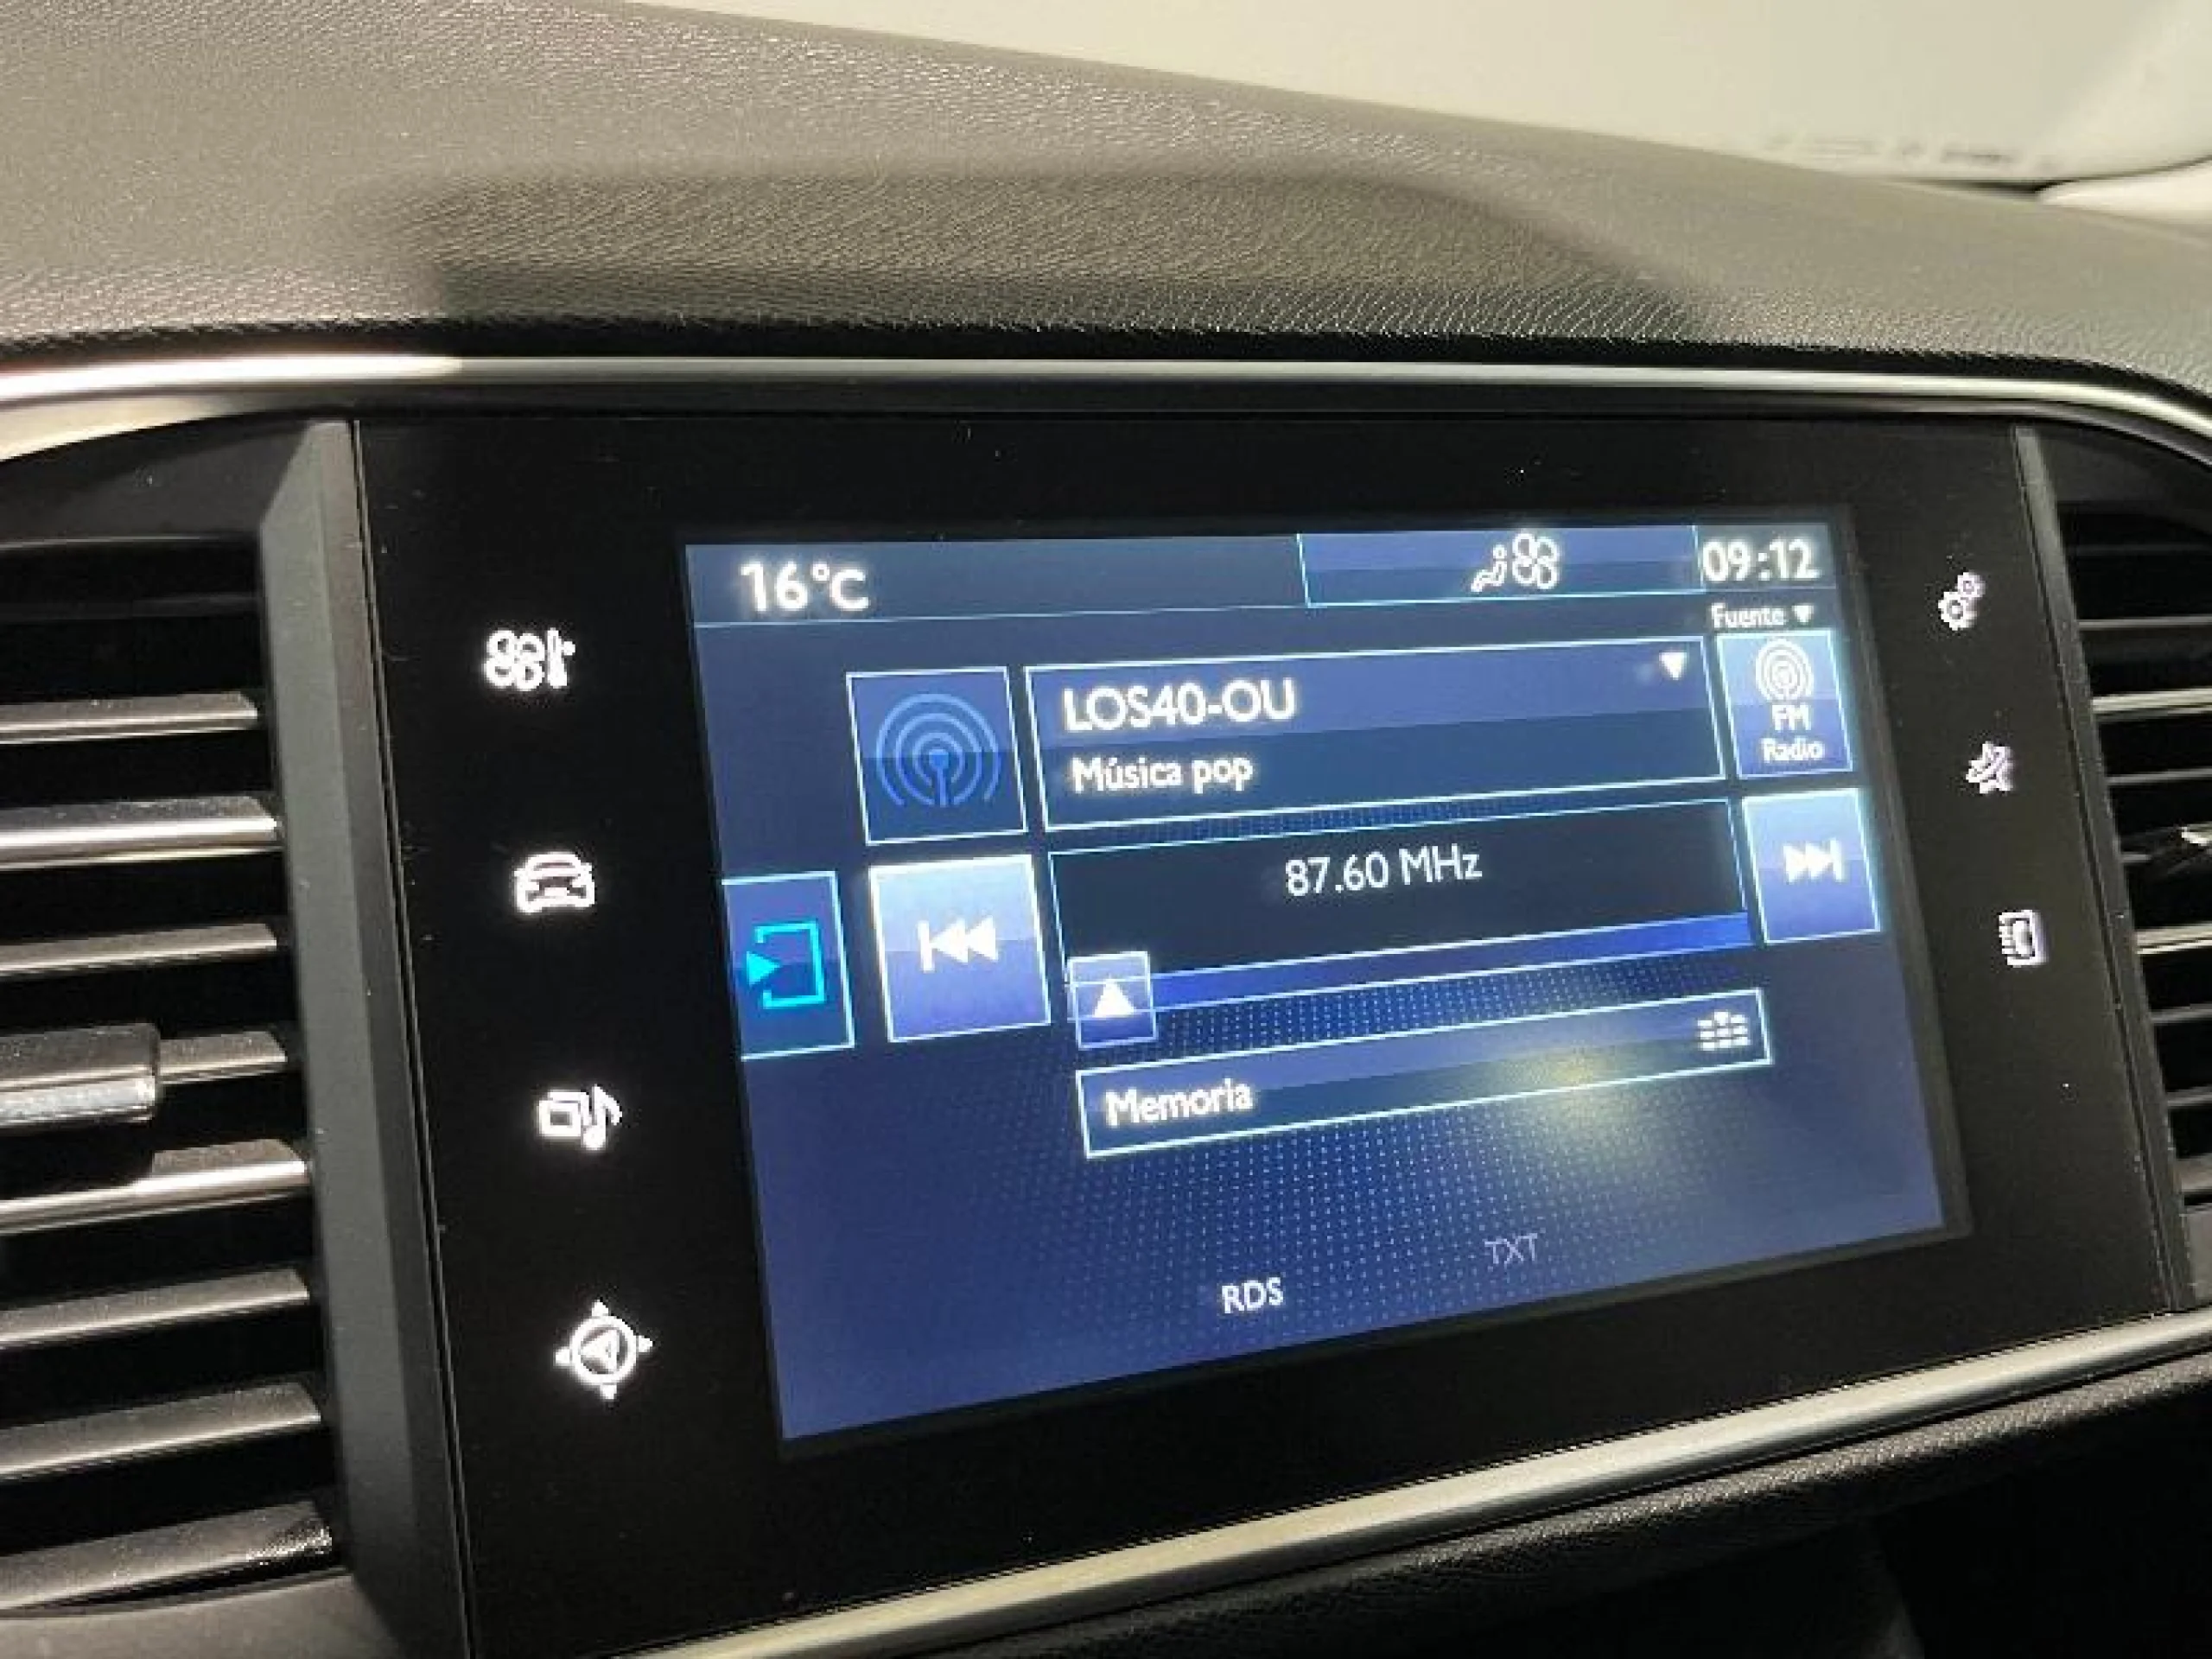 16°C
09:12
Fuente
LOS40-OU
FM
Música pop
Radio
87.60 MHz
Memoria
TXT
RDS